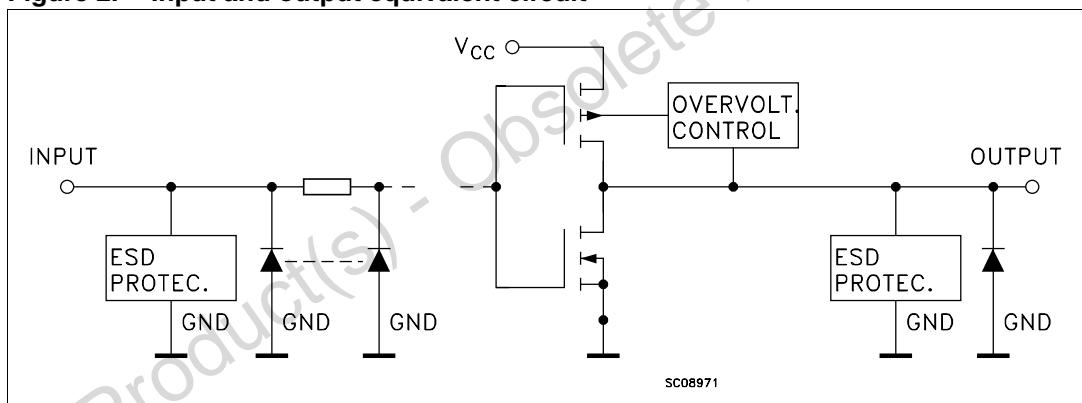 Figure 2. Input and output equivalent circuit
VCC
OVERVOLT.
CONTROL
INPUT
OUTPUT
ESD
PROTEC.
GND
GND
GND
ESD
PROTEC.
GND
GND
SC08971
Product(s) - Obsolete